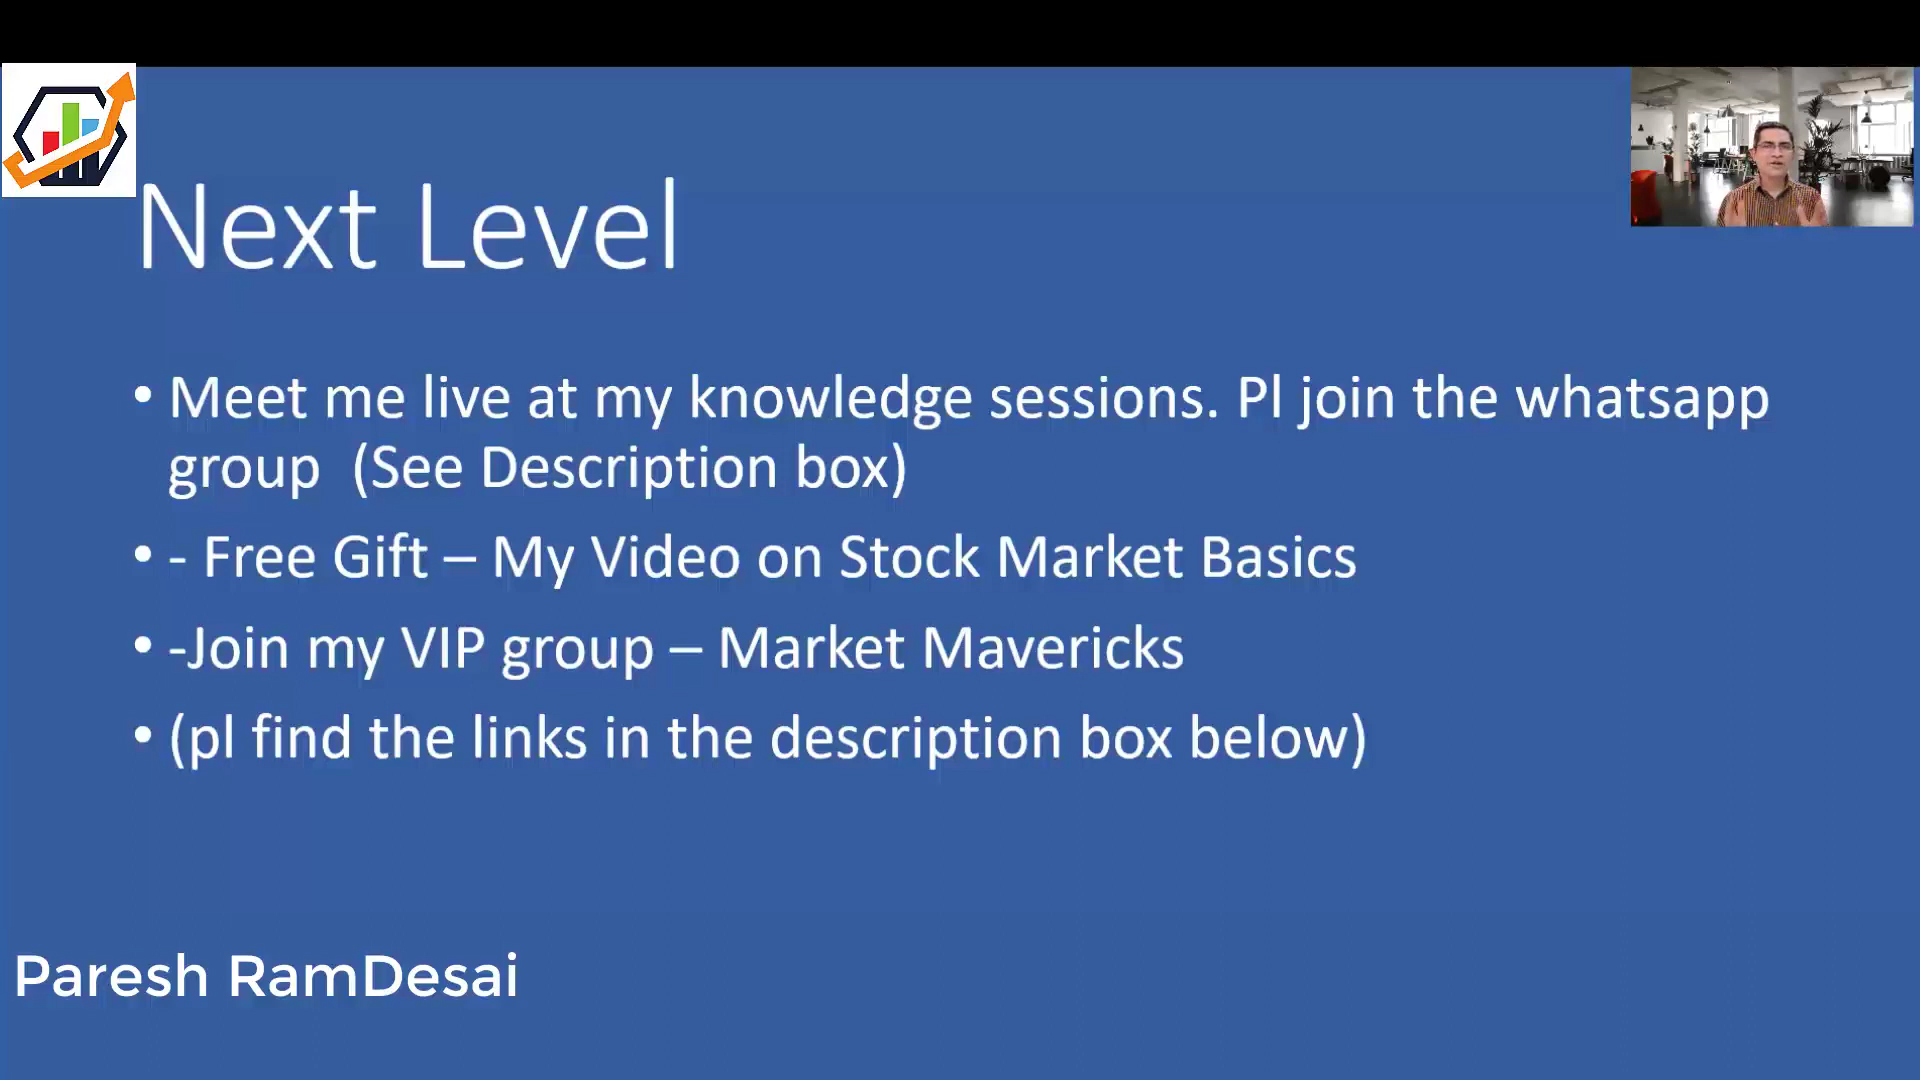 Next Level
• Meet me live at my knowledge sessions. Pl join the whatsapp
group  (See Description box)
• - Free Gift – My Video on Stock Market Basics
• -Join my VIP group – Market Mavericks
• (pl find the links in the description box below)
Paresh RamDesai